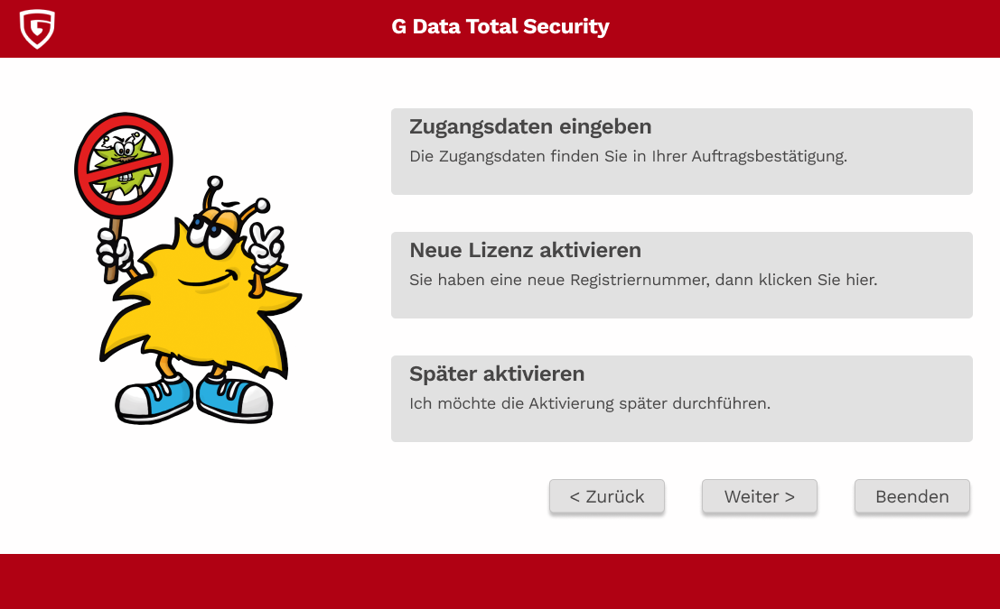 G Data Total Security
Zugangsdaten eingeben
Die Zugangsdaten finden Sie in Ihrer Auftragsbestätigung.
Neue Lizenz aktivieren
Sie haben eine neue Registriernummer, dann klicken Sie hier.
Später aktivieren
Ich möchte die Aktivierung später durchführen.
< Zurück
Weiter >
Beenden